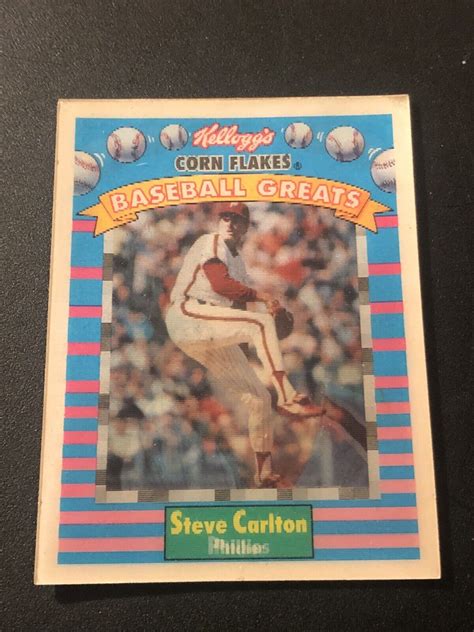 Kellogg's
CORN FLAKES®
BASEBALL GREATS
Steve Carlton
Phillies